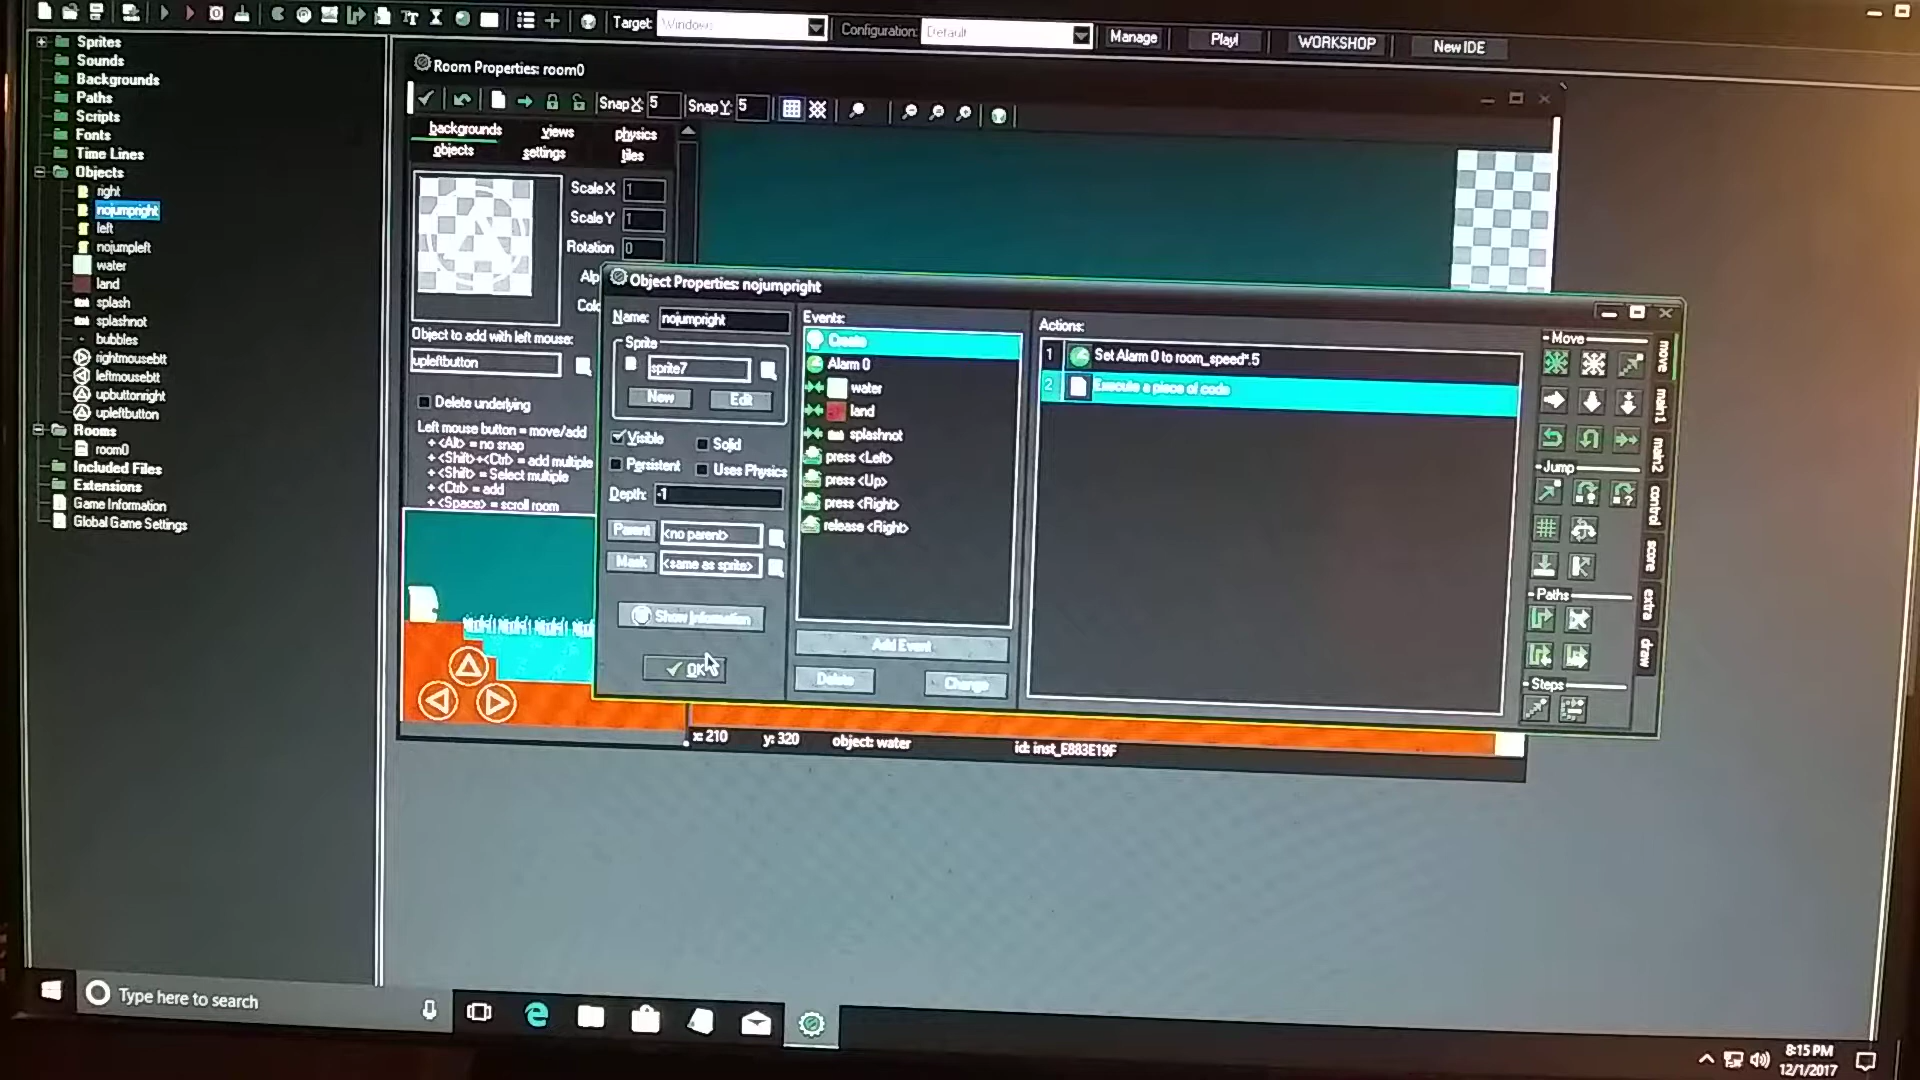 Target: Windows
Configuration: Default
Manage
Play!
WORKSHOP
New IDE
Sprites
Sounds
Backgrounds
Paths
Scripts
Fonts
Time Lines
Objects
right
nojumpright
left
nojumpleft
water
land
splash
splashnot
bubbles
rightmousebtt
leftmousebtt
upbuttonright
upleftbutton
Rooms
room0
Included Files
Extensions
Game Information
Global Game Settings
Room Properties: room0
Snap X: 5
Snap Y: 5
backgrounds views physics
objects settings tiles
Scale X 1
Scale Y 1
Rotation 0
Alp
Colo
Object to add with left mouse:
upleftbutton
Delete underlying
Left mouse button = move/add
+ <Alt> = no snap
+ <Shift>+<Ctrl> = add multiple
+ <Shift> = Select multiple
+ <Ctrl> = add
+ <Space> = scroll room
Object Properties: nojumpright
Name: nojumpright
Sprite
sprite7
New
Edit
Visible
Solid
Persistent
Uses Physics
Depth: -1
Parent <no parent>
Mask <same as sprite>
Show Information
OK
Events:
Create
Alarm 0
water
land
splashnot
press <Left>
press <Up>
press <Right>
release <Right>
Add Event
Delete
Change
Actions:
1 Set Alarm 0 to room_speed*.5
2 Execute a piece of code
Move
Jump
Paths
Steps
move
main1
main2
control
score
extra
draw
x: 210
y: 320
object: water
id: inst_E883E19F
Type here to search
8:15 PM
12/1/2017